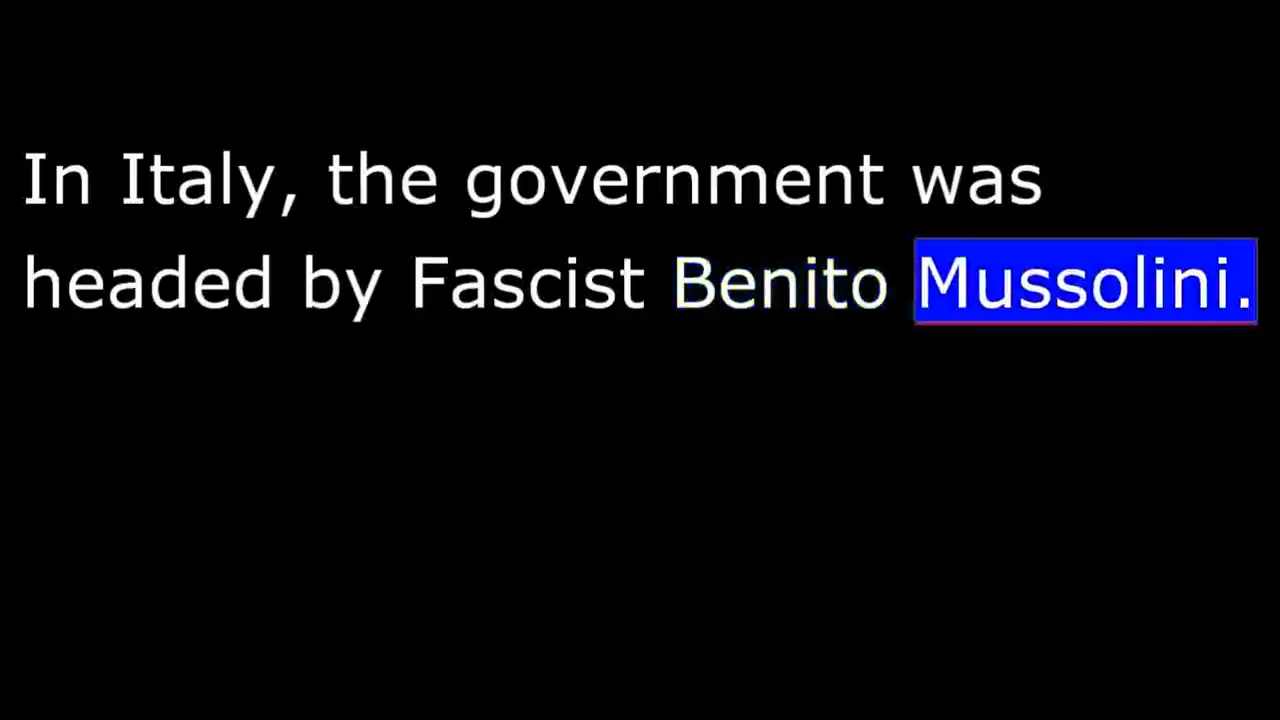 In Italy, the government was
headed by Fascist Benito Mussolini.